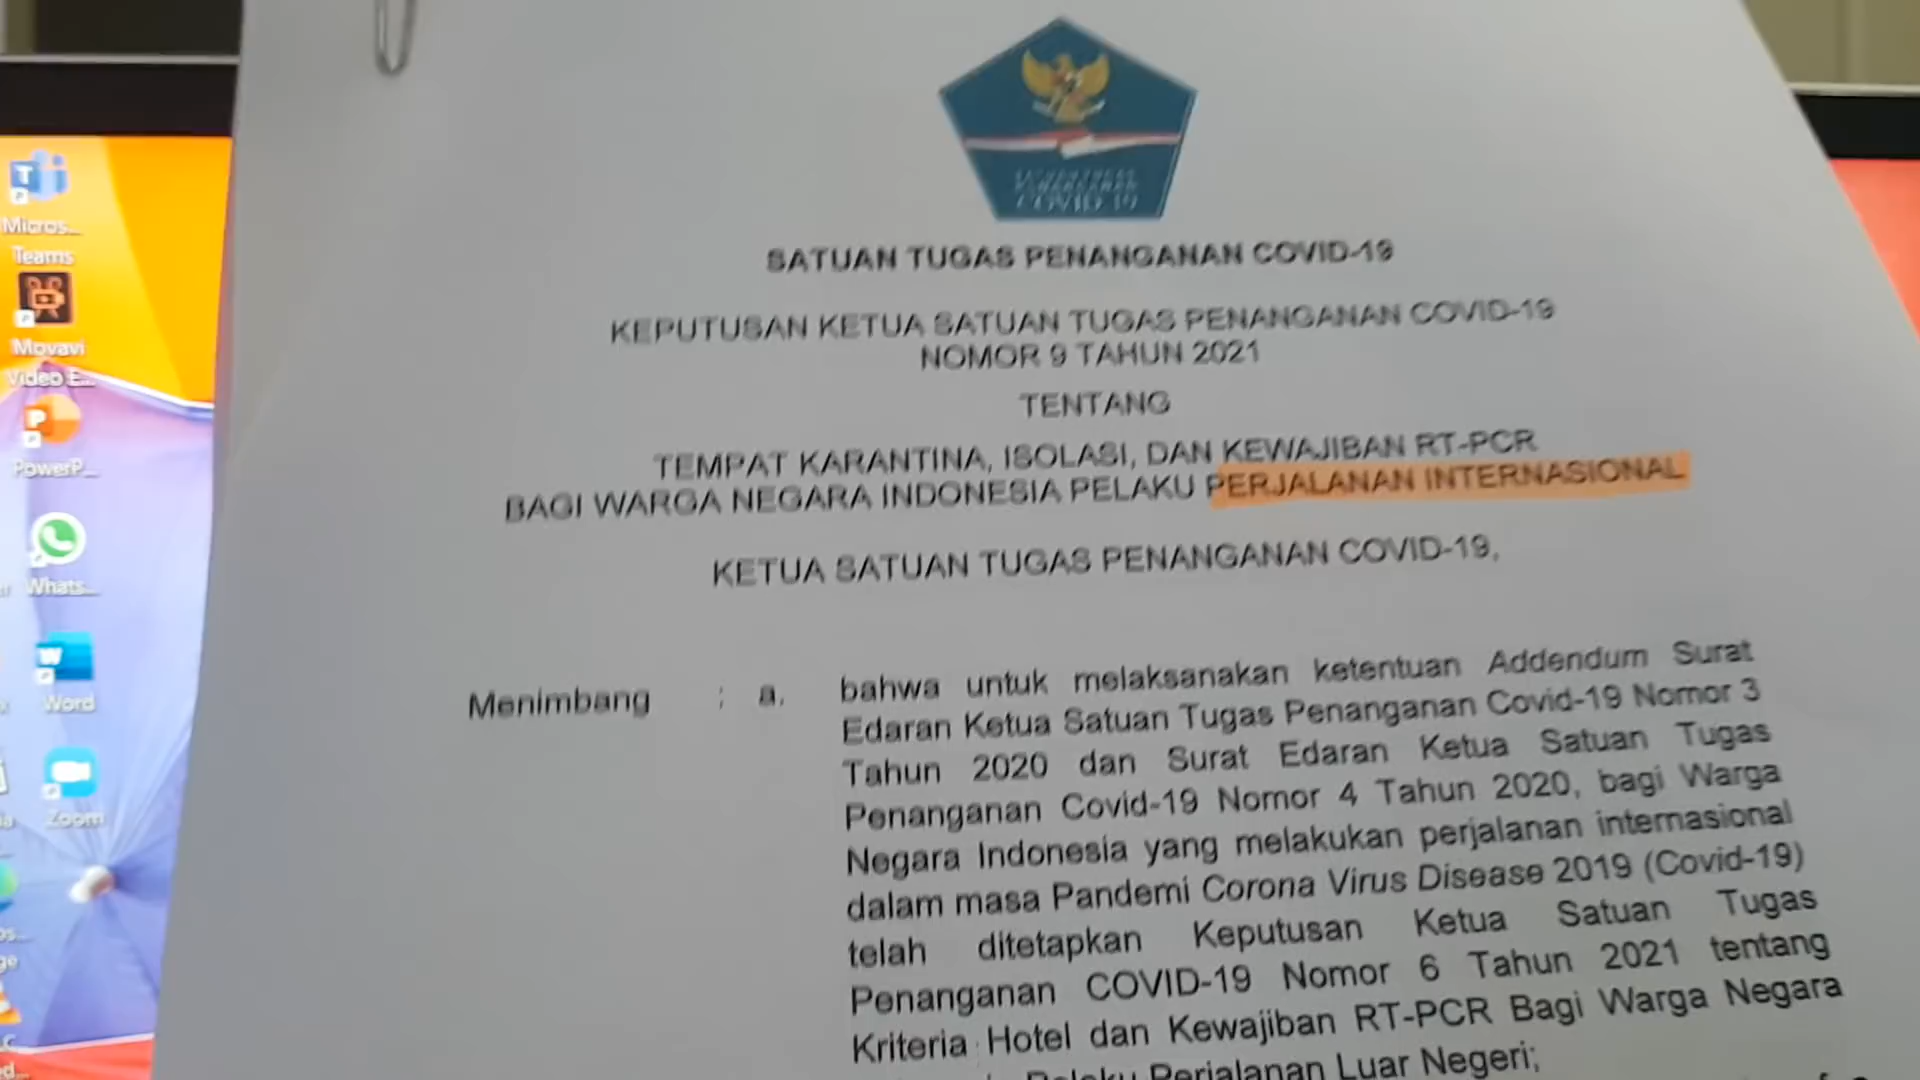 COVID-19
SATUAN TUGAS PENANGANAN COVID-19
KEPUTUSAN KETUA SATUAN TUGAS PENANGANAN COVID-19
NOMOR 9 TAHUN 2021
TENTANG
TEMPAT KARANTINA, ISOLASI, DAN KEWAJIBAN RT-PCR
BAGI WARGA NEGARA INDONESIA PELAKU PERJALANAN INTERNASIONAL
KETUA SATUAN TUGAS PENANGANAN COVID-19,
Menimbang : a. bahwa untuk melaksanakan ketentuan Addendum Surat
Edaran Ketua Satuan Tugas Penanganan Covid-19 Nomor 3
Tahun 2020 dan Surat Edaran Ketua Satuan Tugas
Penanganan Covid-19 Nomor 4 Tahun 2020, bagi Warga
Negara Indonesia yang melakukan perjalanan internasional
dalam masa Pandemi Corona Virus Disease 2019 (Covid-19)
telah ditetapkan Keputusan Ketua Satuan Tugas
Penanganan COVID-19 Nomor 6 Tahun 2021 tentang
Kriteria Hotel dan Kewajiban RT-PCR Bagi Warga Negara
Pelaku Perjalanan Luar Negeri;
Micros...
Teams
Movavi
Video E...
PowerP...
Whats...
Word
Zoom